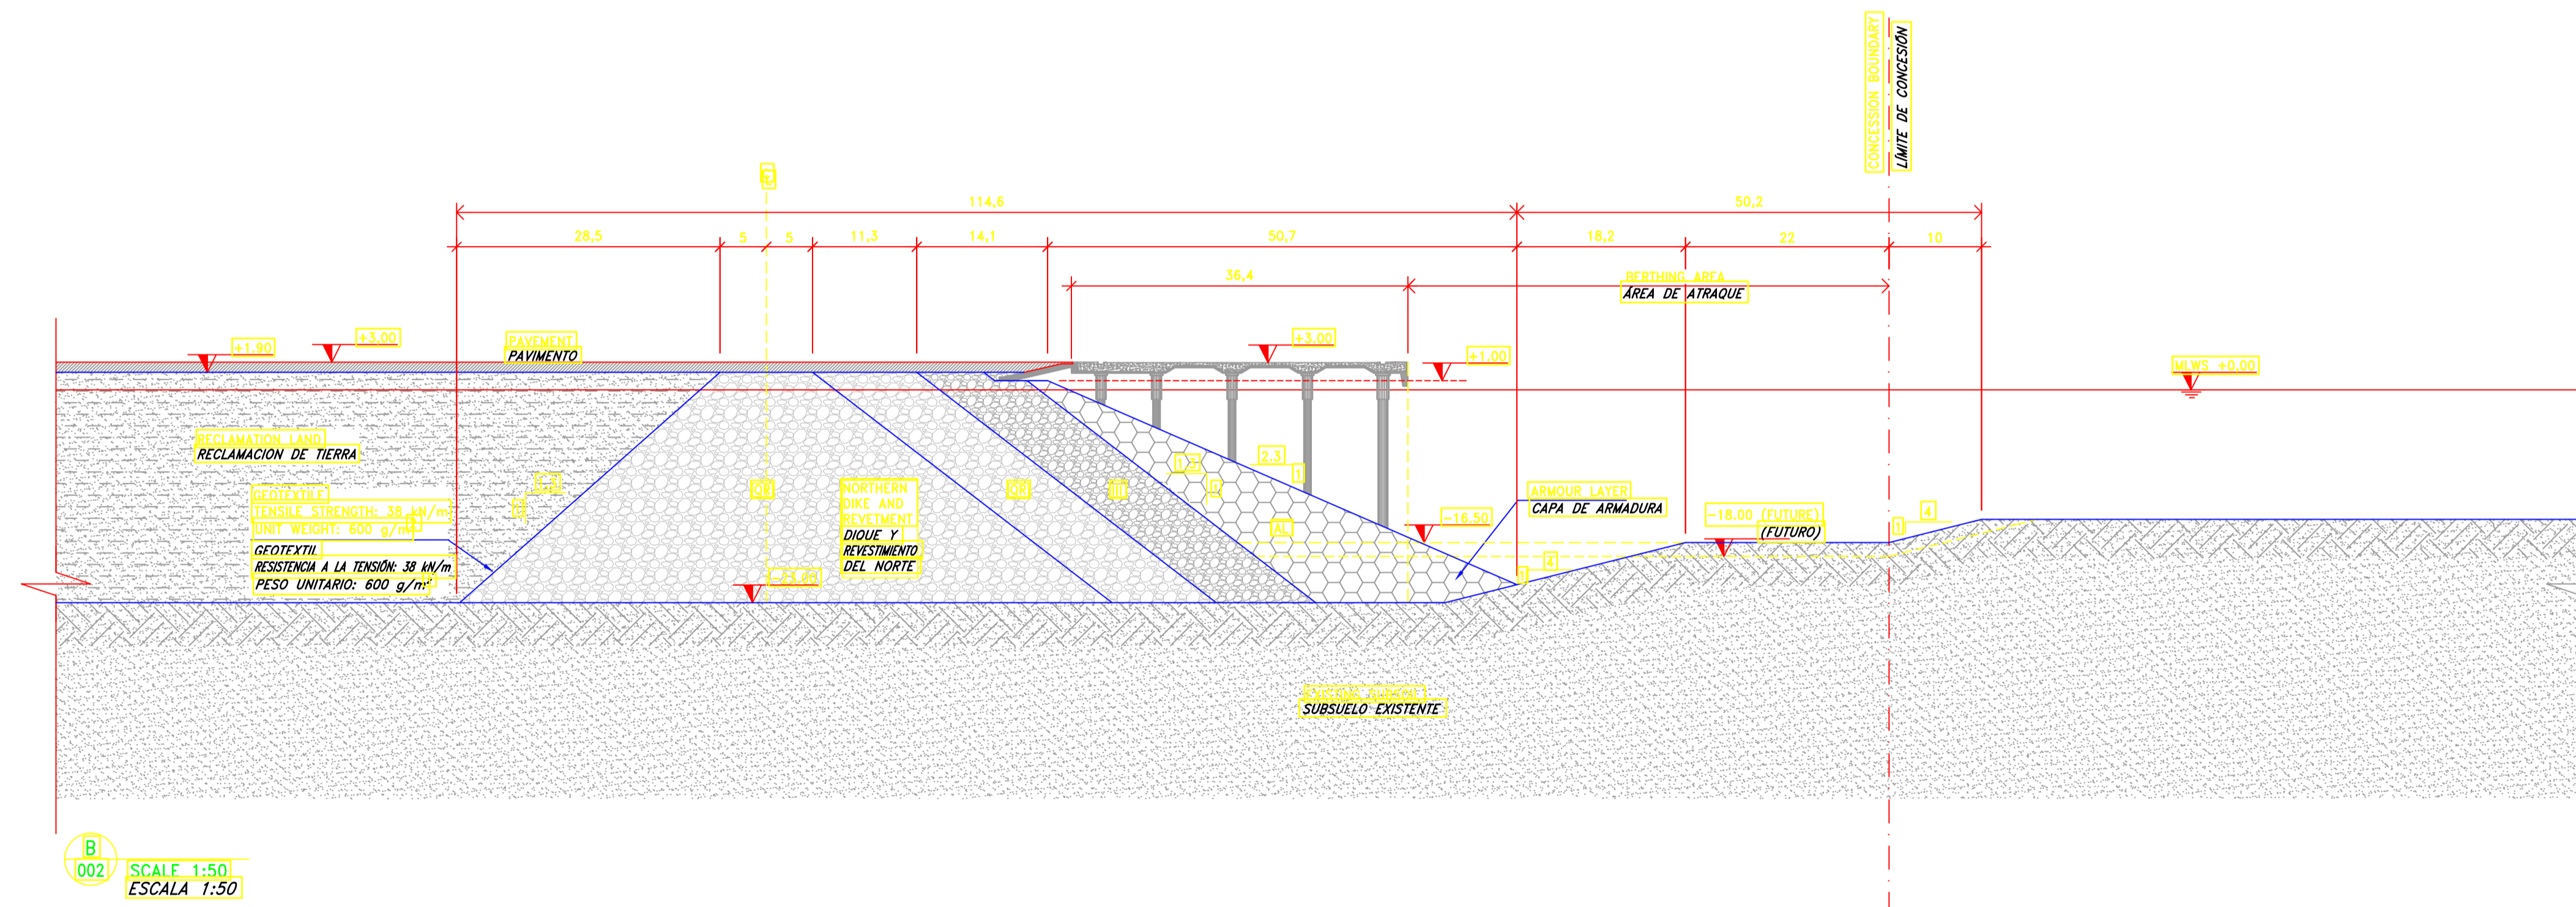 CONCESSION BOUNDARY
LÍMITE DE CONCESIÓN
114,6
50,2
28,5
5
5
11,3
14,1
50,7
18,2
22
10
36,4
BERTHING AREA
ÁREA DE ATRAQUE
+1.90
+3.00
PAVEMENT
PAVIMENTO
+3.00
+1.00
MLWS +0.00
RECLAMATION LAND
RECLAMACION DE TIERRA
GEOTEXTILE
TENSILE STRENGTH: 38 kN/m
UNIT WEIGHT: 600 g/m²
GEOTEXTIL
RESISTENCIA A LA TENSIÓN: 38 kN/m
PESO UNITARIO: 600 g/m²
1
QR
NORTHERN
DIKE AND
REVETMENT
DIQUE Y
REVESTIMIENTO
DEL NORTE
QR
1.3
1
2.3
1
AL
ARMOUR LAYER
CAPA DE ARMADURA
-16.50
-18.00 (FUTURE)
(FUTURO)
1
4
1
4
-23.00
EXISTING SUBSOIL
SUBSUELO EXISTENTE
B
002
SCALE 1:50
ESCALA 1:50